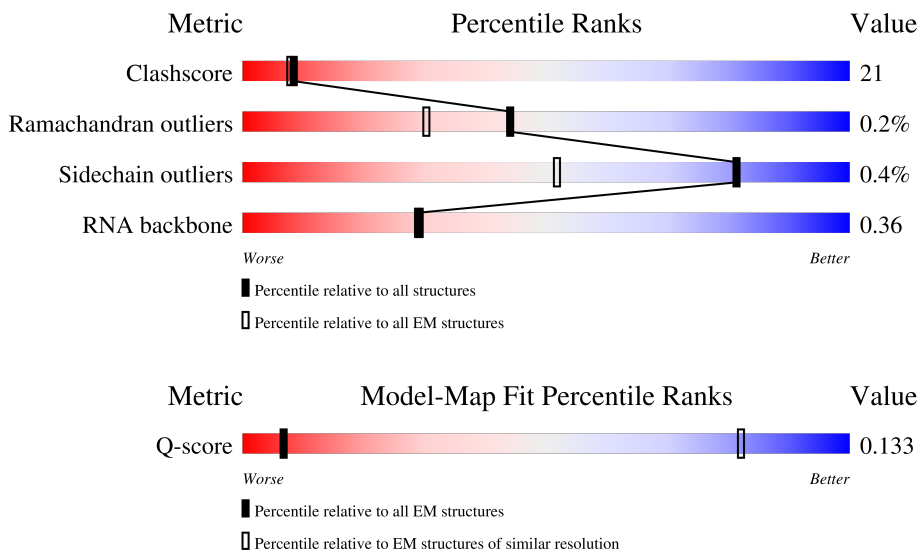 Metric Percentile Ranks Value
Clashscore 21
Ramachandran outliers 0.2%
Sidechain outliers 0.4%
RNA backbone 0.36
Worse Better
Percentile relative to all structures
Percentile relative to all EM structures
Metric Model-Map Fit Percentile Ranks Value
Q-score 0.133
Worse Better
Percentile relative to all EM structures
Percentile relative to EM structures of similar resolution